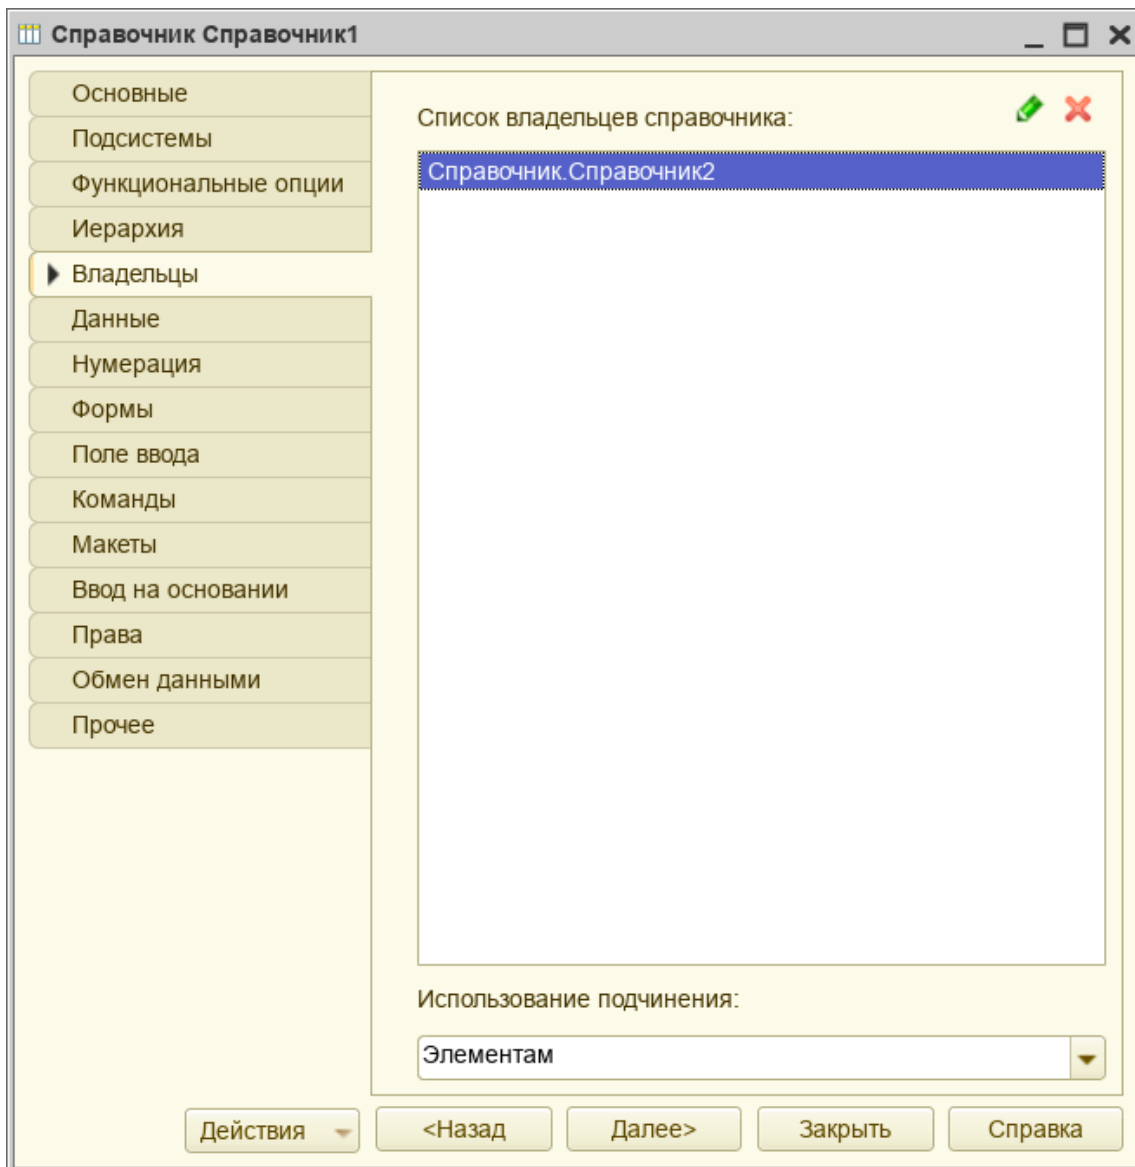 Справочник Справочник1
Основные
Подсистемы
Функциональные опции
Иерархия
Владельцы
Данные
Нумерация
Формы
Поле ввода
Команды
Макеты
Ввод на основании
Права
Обмен данными
Прочее
Список владельцев справочника:
Справочник.Справочник2
Использование подчинения:
Элементам
Действия
<Назад
Далее>
Закрыть
Справка